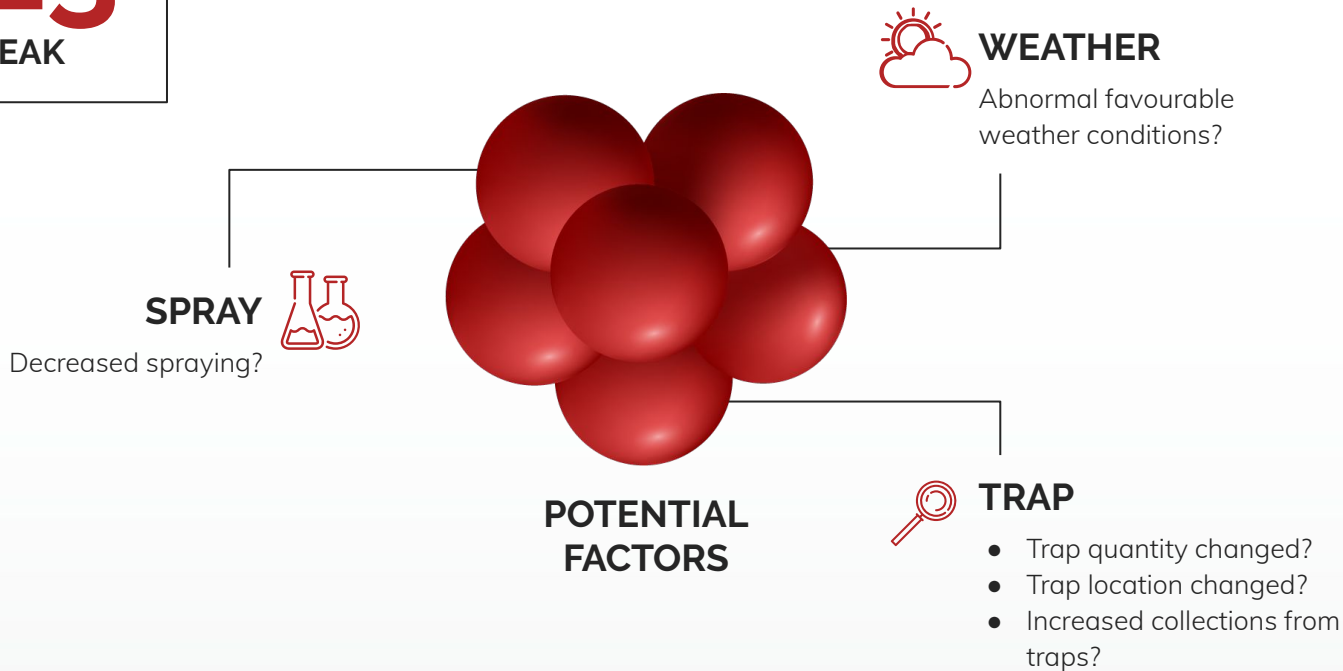 EAK
WEATHER
Abnormal favourable
weather conditions?
SPRAY
Decreased spraying?
POTENTIAL
FACTORS
TRAP
● Trap quantity changed?
● Trap location changed?
● Increased collections from
traps?